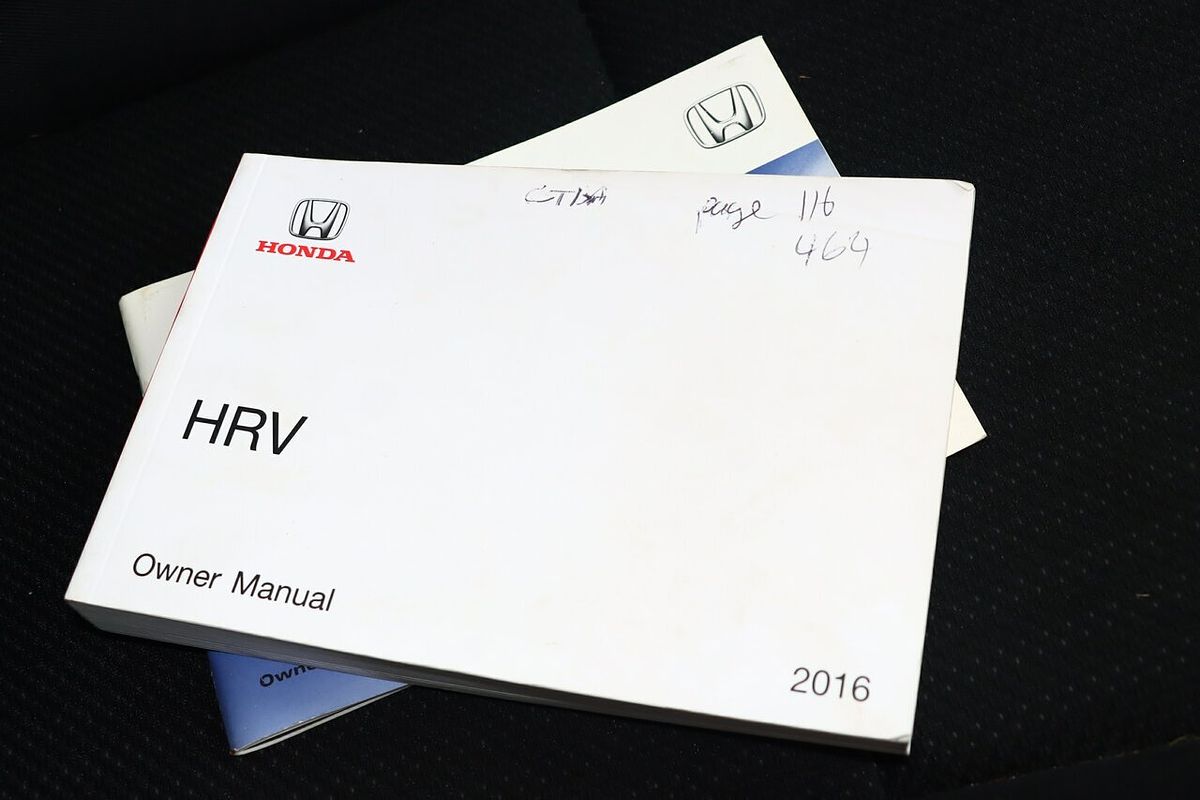 page 116
464
HONDA
HRV
Owner Manual
2016